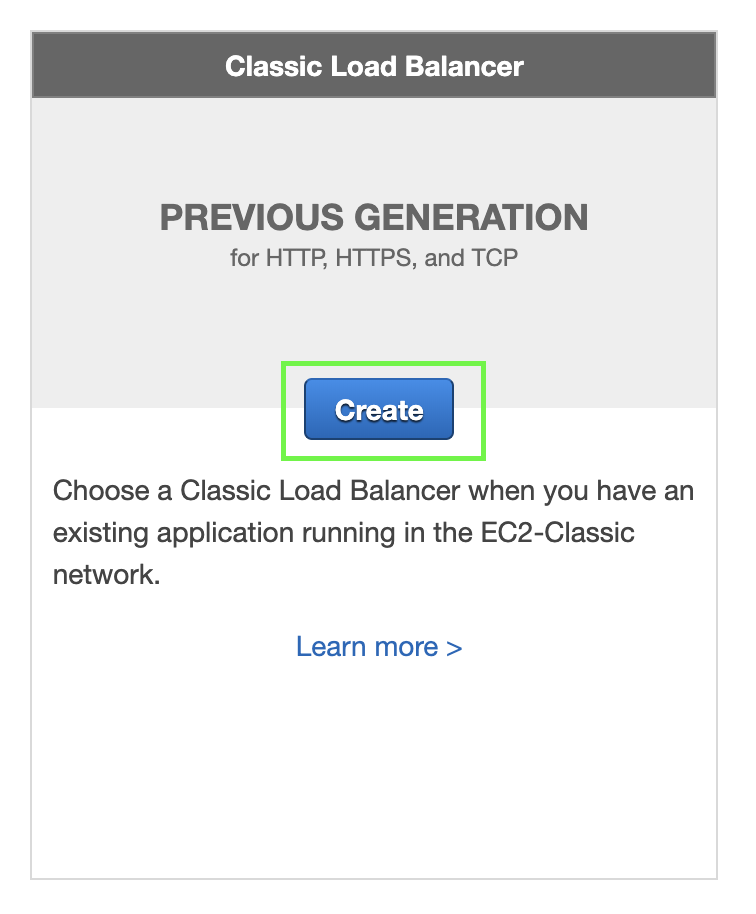 Classic Load Balancer
PREVIOUS GENERATION
for HTTP, HTTPS, and TCP
Create
Choose a Classic Load Balancer when you have an
existing application running in the EC2-Classic
network.
Learn more >